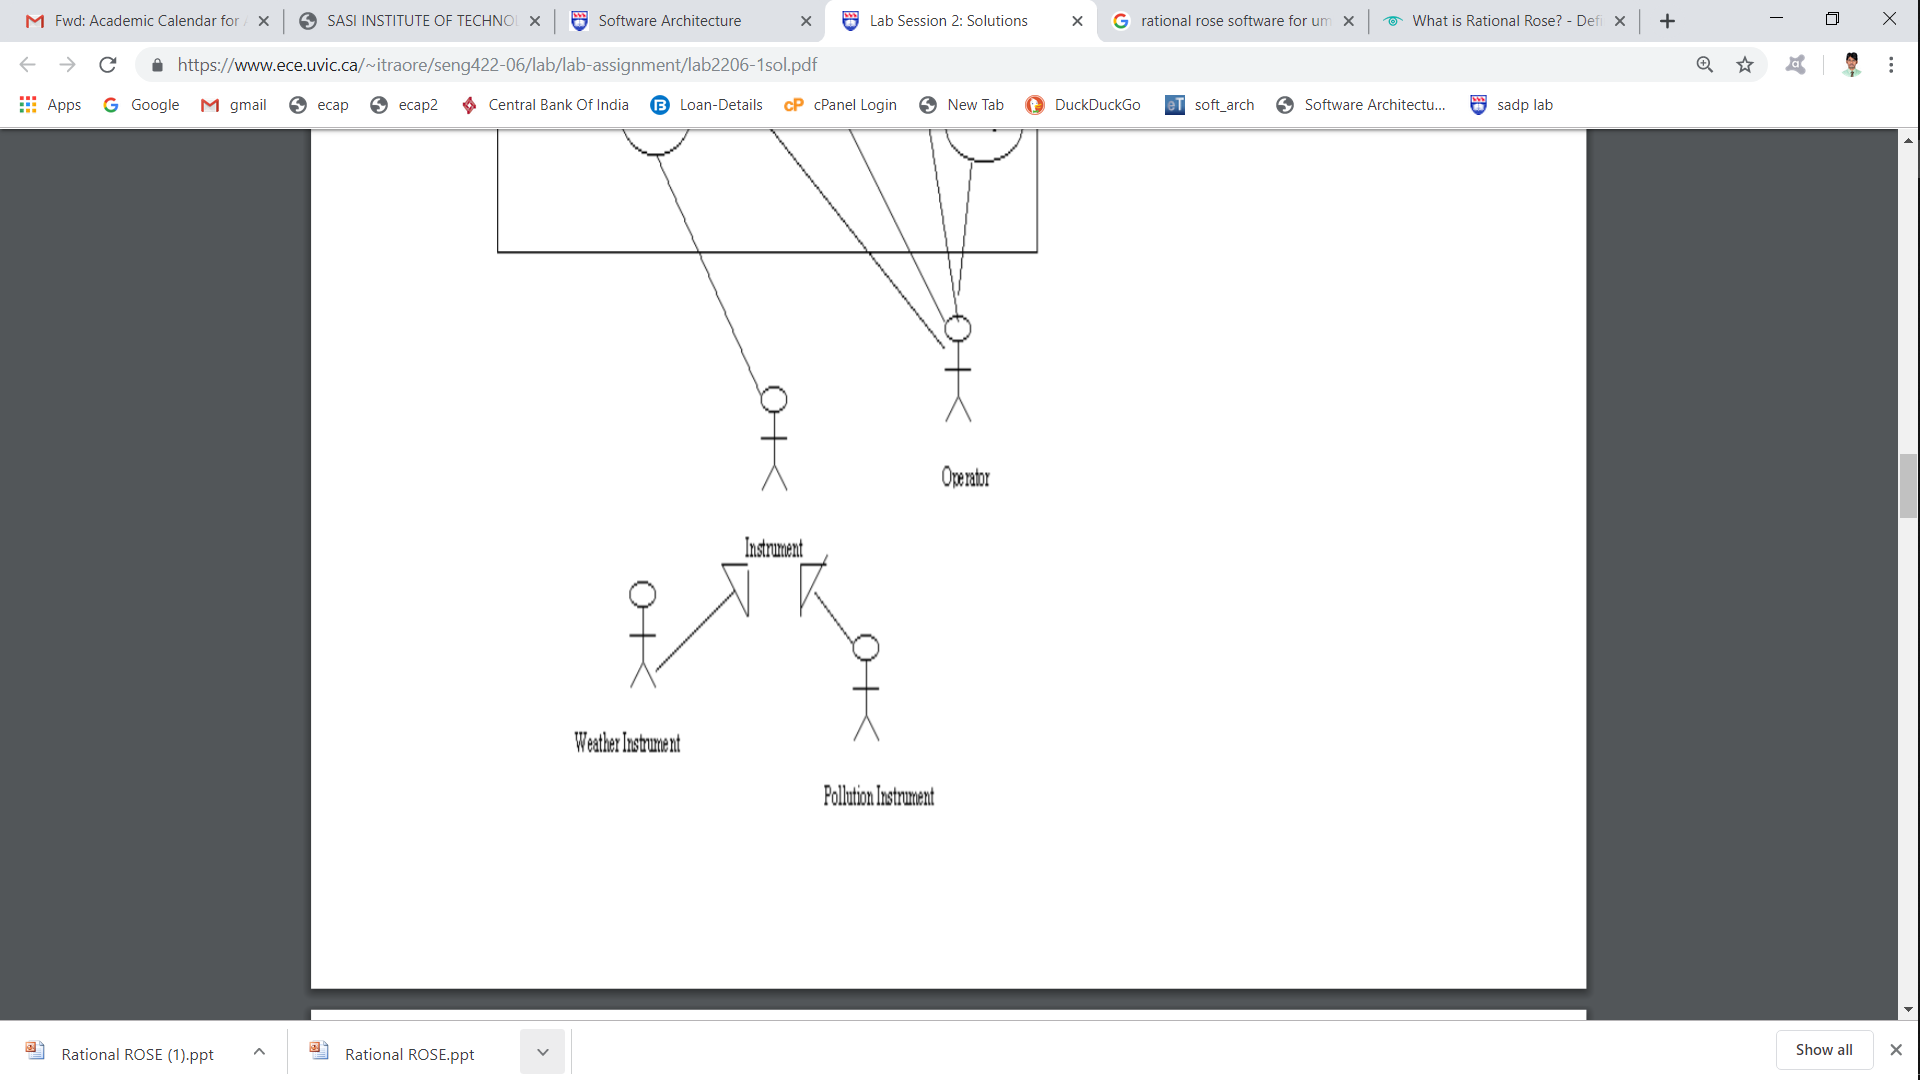 Fwd: Academic Calendar for
SASI INSTITUTE OF TECHNOL
Software Architecture
Lab Session 2: Solutions
rational rose software for um
What is Rational Rose? - Defi
https://www.ece.uvic.ca/~itraore/seng422-06/lab/lab-assignment/lab2206-1sol.pdf
Apps
Google
gmail
ecap
ecap2
Central Bank Of India
Loan-Details
cPanel Login
New Tab
DuckDuckGo
soft_arch
Software Architectu...
sadp lab
Operator
Instrument
Weather Instrument
Pollution Instrument
Rational ROSE (1).ppt
Rational ROSE.ppt
Show all